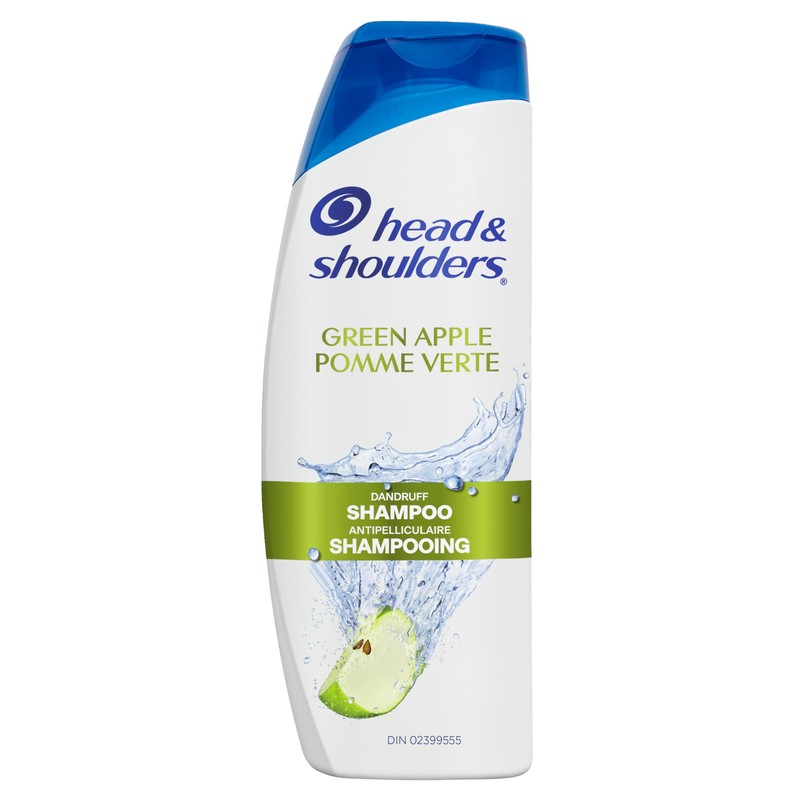 head &
shoulders®
GREEN APPLE
POMME VERTE
DANDRUFF
SHAMPOO
ANTIPELLICULAIRE
SHAMPOOING
DIN 02399555